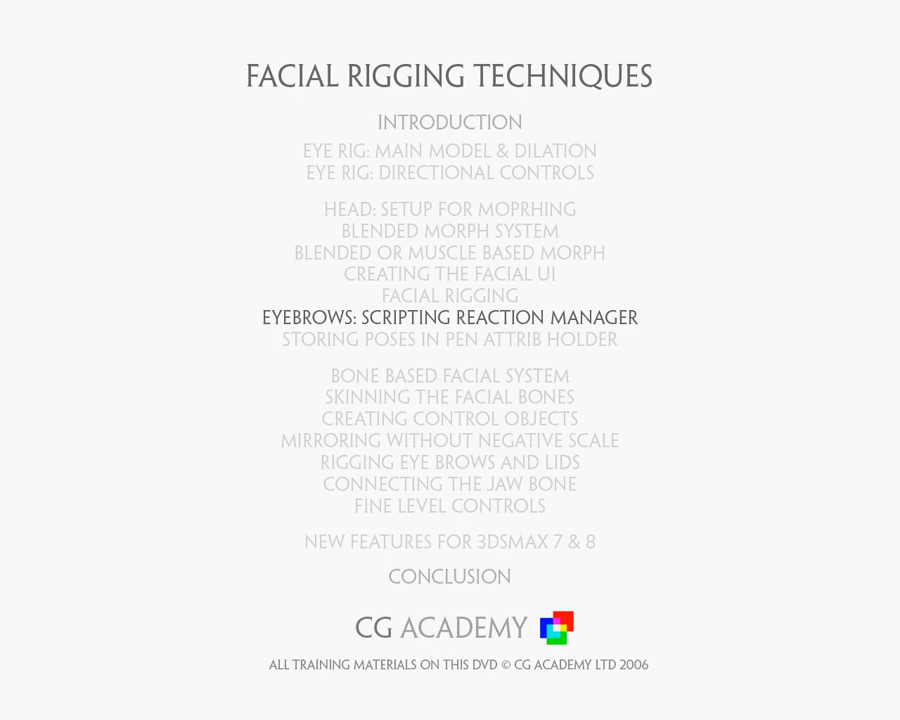 FACIAL RIGGING TECHNIQUES
INTRODUCTION
EYE RIG: MAIN MODEL & DILATION
EYE RIG: DIRECTIONAL CONTROLS
HEAD: SETUP FOR MOPRHING
BLENDED MORPH SYSTEM
BLENDED OR MUSCLE BASED MORPH
CREATING THE FACIAL UI
FACIAL RIGGING
EYEBROWS: SCRIPTING REACTION MANAGER
STORING POSES IN PEN ATTRIB HOLDER
BONE BASED FACIAL SYSTEM
SKINNING THE FACIAL BONES
CREATING CONTROL OBJECTS
MIRRORING WITHOUT NEGATIVE SCALE
RIGGING EYE BROWS AND LIDS
CONNECTING THE JAW BONE
FINE LEVEL CONTROLS
NEW FEATURES FOR 3DSMAX 7 & 8
CONCLUSION
CG ACADEMY
ALL TRAINING MATERIALS ON THIS DVD © CG ACADEMY LTD 2006